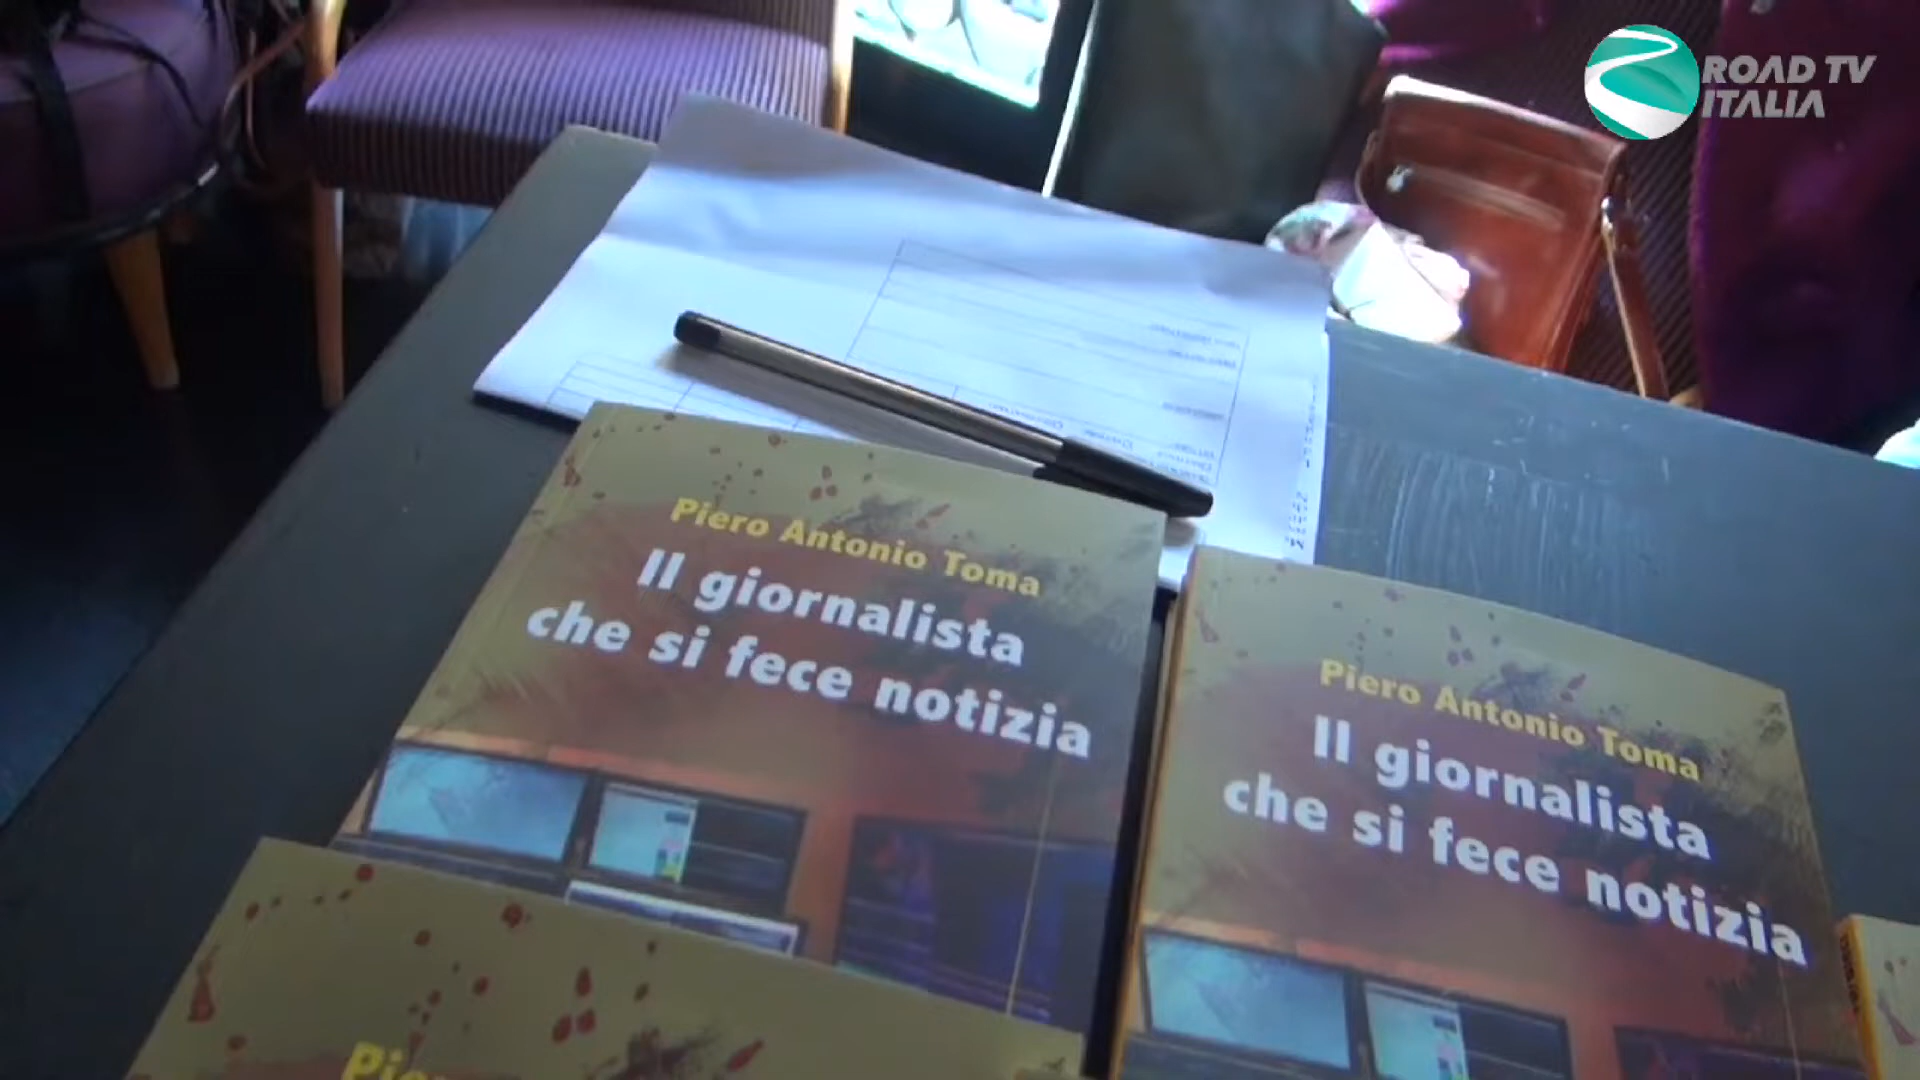 ROAD TV
ITALIA
Piero Antonio Toma
Il giornalista
che si fece notizia
Piero Antonio Toma
Il giornalista
che si fece notizia